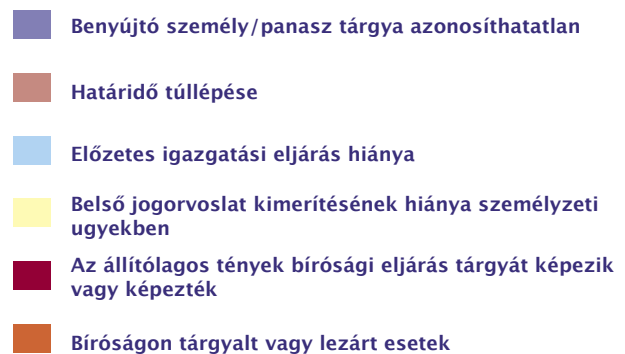 Benyújtó személy/panasz tárgya azonosíthatatlan
Határidő túllépése
Előzetes igazgatási eljárás hiánya
Belső jogorvoslat kimerítésének hiánya személyzeti
ugyekben
Az állítólagos tények bírósági eljárás tárgyát képezik
vagy képezték
Bíróságon tárgyalt vagy lezárt esetek